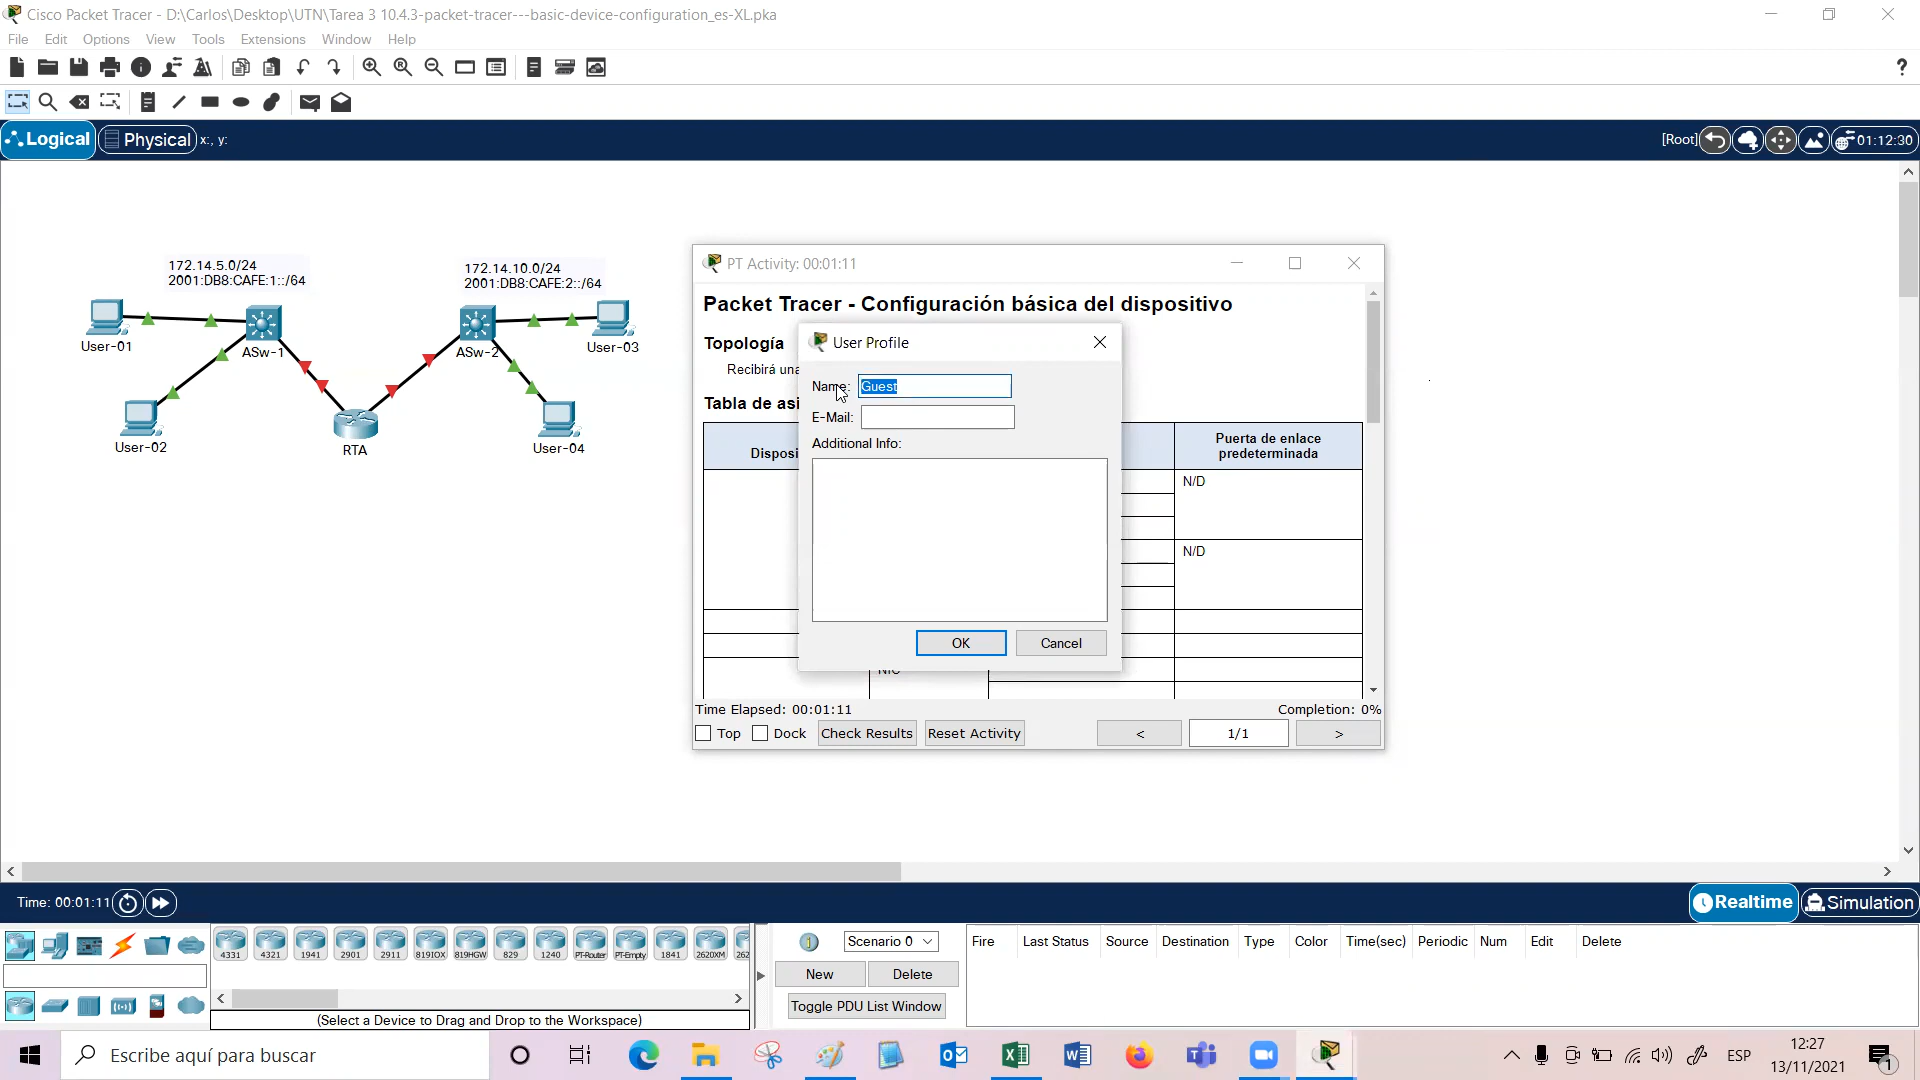 Cisco Packet Tracer - D:\Carlos\Desktop\UTN\Tarea 3 10.4.3-packet-tracer---basic-device-configuration_es-XL.pka
File Edit Options View Tools Extensions Window Help
?
Logical Physical x:, y:
[Root] 01:12:30
172.14.5.0/24
2001:DB8:CAFE:1::/64
172.14.10.0/24
2001:DB8:CAFE:2::/64
User-01
ASw-1
ASw-2
User-03
User-02
RTA
User-04
PT Activity: 00:01:11
Packet Tracer - Configuración básica del dispositivo
Topología
Recibirá una
Tabla de asi
Disposi
Puerta de enlace
predeterminada
N/D
N/D
User Profile
Name: Guest
E-Mail:
Additional Info:
OK Cancel
Time Elapsed: 00:01:11
Completion: 0%
Top Dock Check Results Reset Activity < 1/1 >
Time: 00:01:11
Realtime Simulation
4331 4321 1941 2901 2911 819IOX 819HGW 829 1240 PT-Router PT-Empty 1841 2620XM 262
(Select a Device to Drag and Drop to the Workspace)
Scenario 0
New Delete
Toggle PDU List Window
Fire Last Status Source Destination Type Color Time(sec) Periodic Num Edit Delete
Escribe aquí para buscar
ESP
12:27
13/11/2021
1